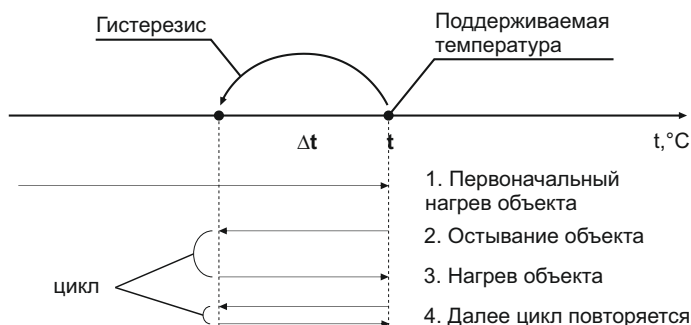 Гистерезис
Поддерживаемая
температура
Δt
t
t,°C
1. Первоначальный
нагрев объекта
2. Остывание объекта
3. Нагрев объекта
цикл
4. Далее цикл повторяется